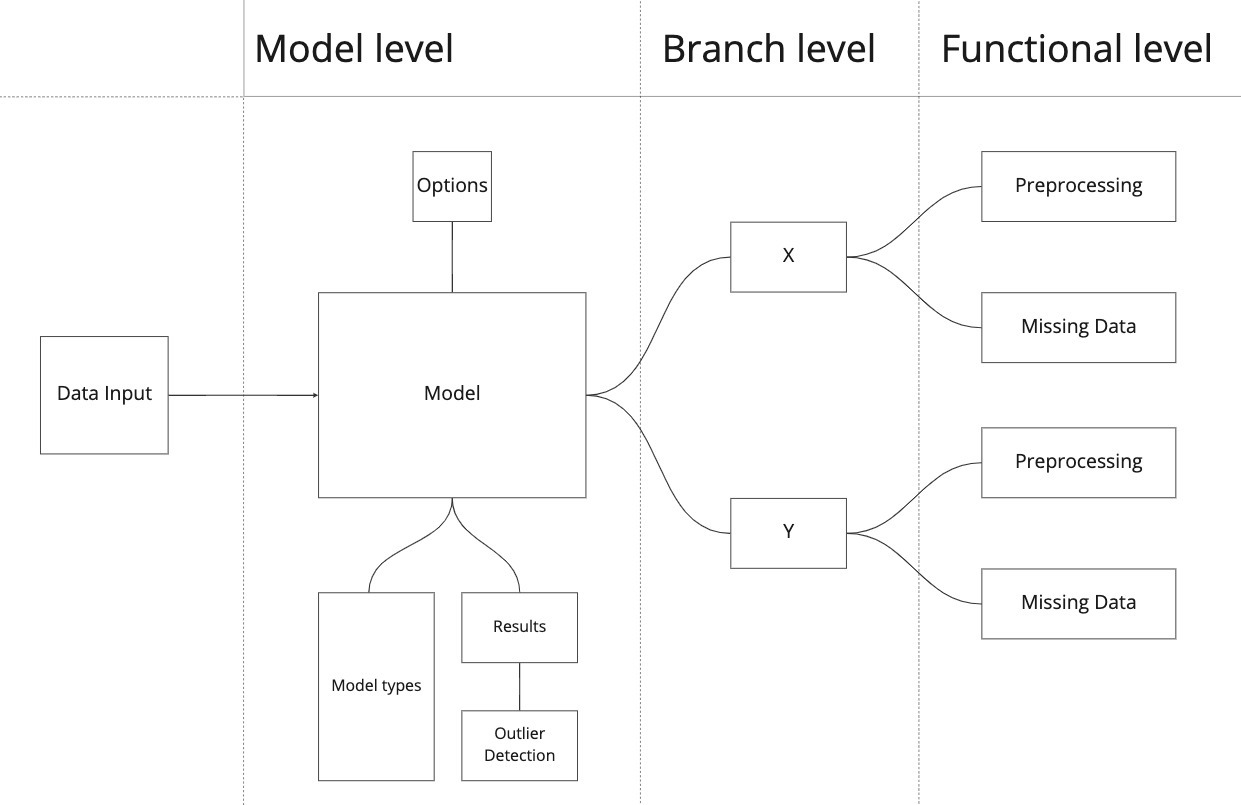 Model level
Branch level
Functional level
Options
Preprocessing
X
Missing Data
Data Input
Model
Preprocessing
Y
Missing Data
Model types
Results
Outlier
Detection